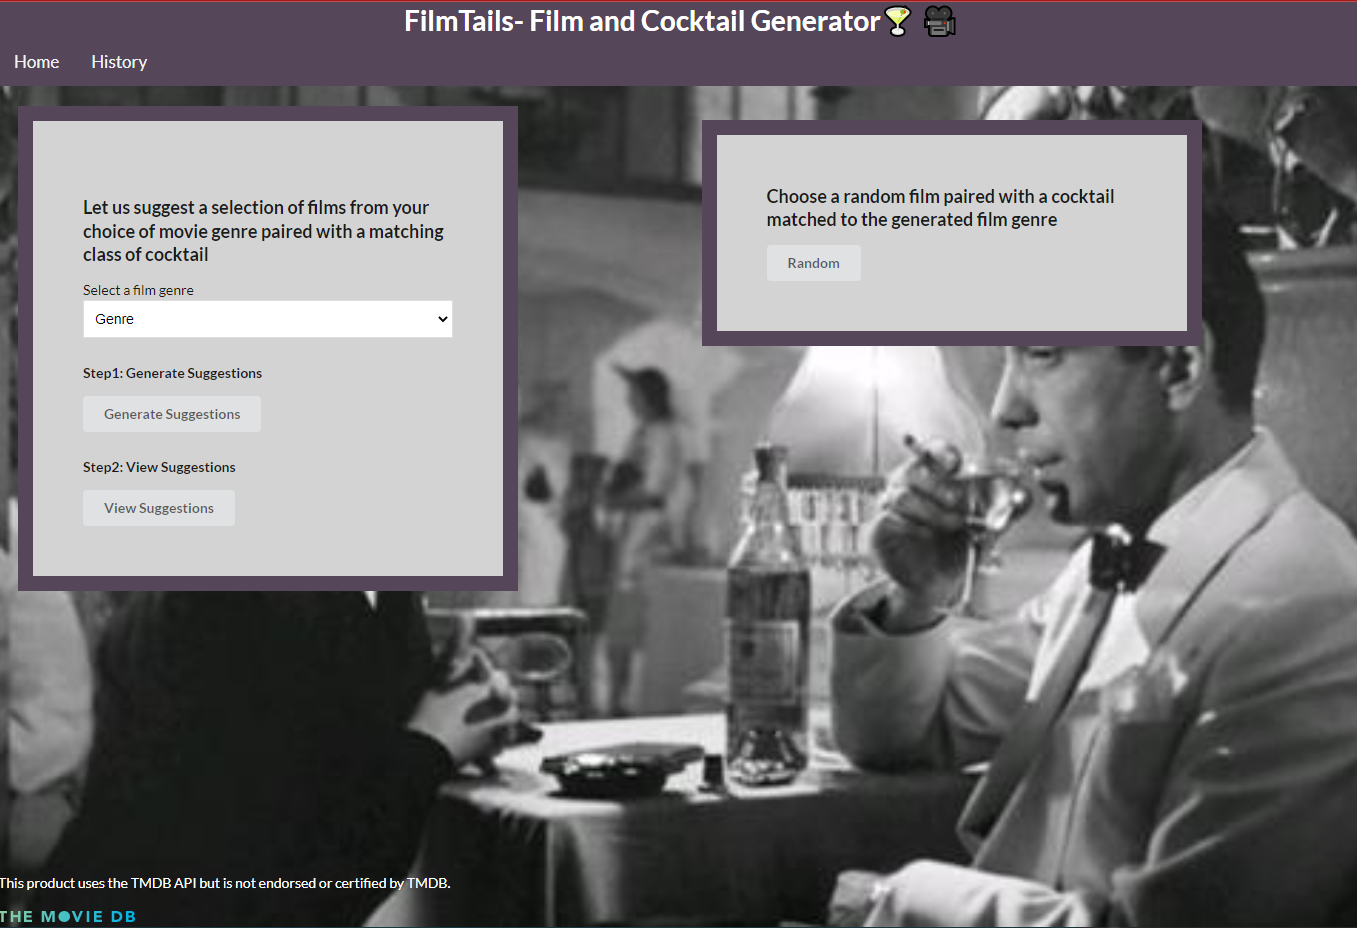 FilmTails- Film and Cocktail Generator🍸 🎥
Home History
Let us suggest a selection of films from your
choice of movie genre paired with a matching
class of cocktail
Select a film genre
Genre
Step1: Generate Suggestions
Generate Suggestions
Step2: View Suggestions
View Suggestions
Choose a random film paired with a cocktail
matched to the generated film genre
Random
This product uses the TMDB API but is not endorsed or certified by TMDB.
THE MOVIE DB